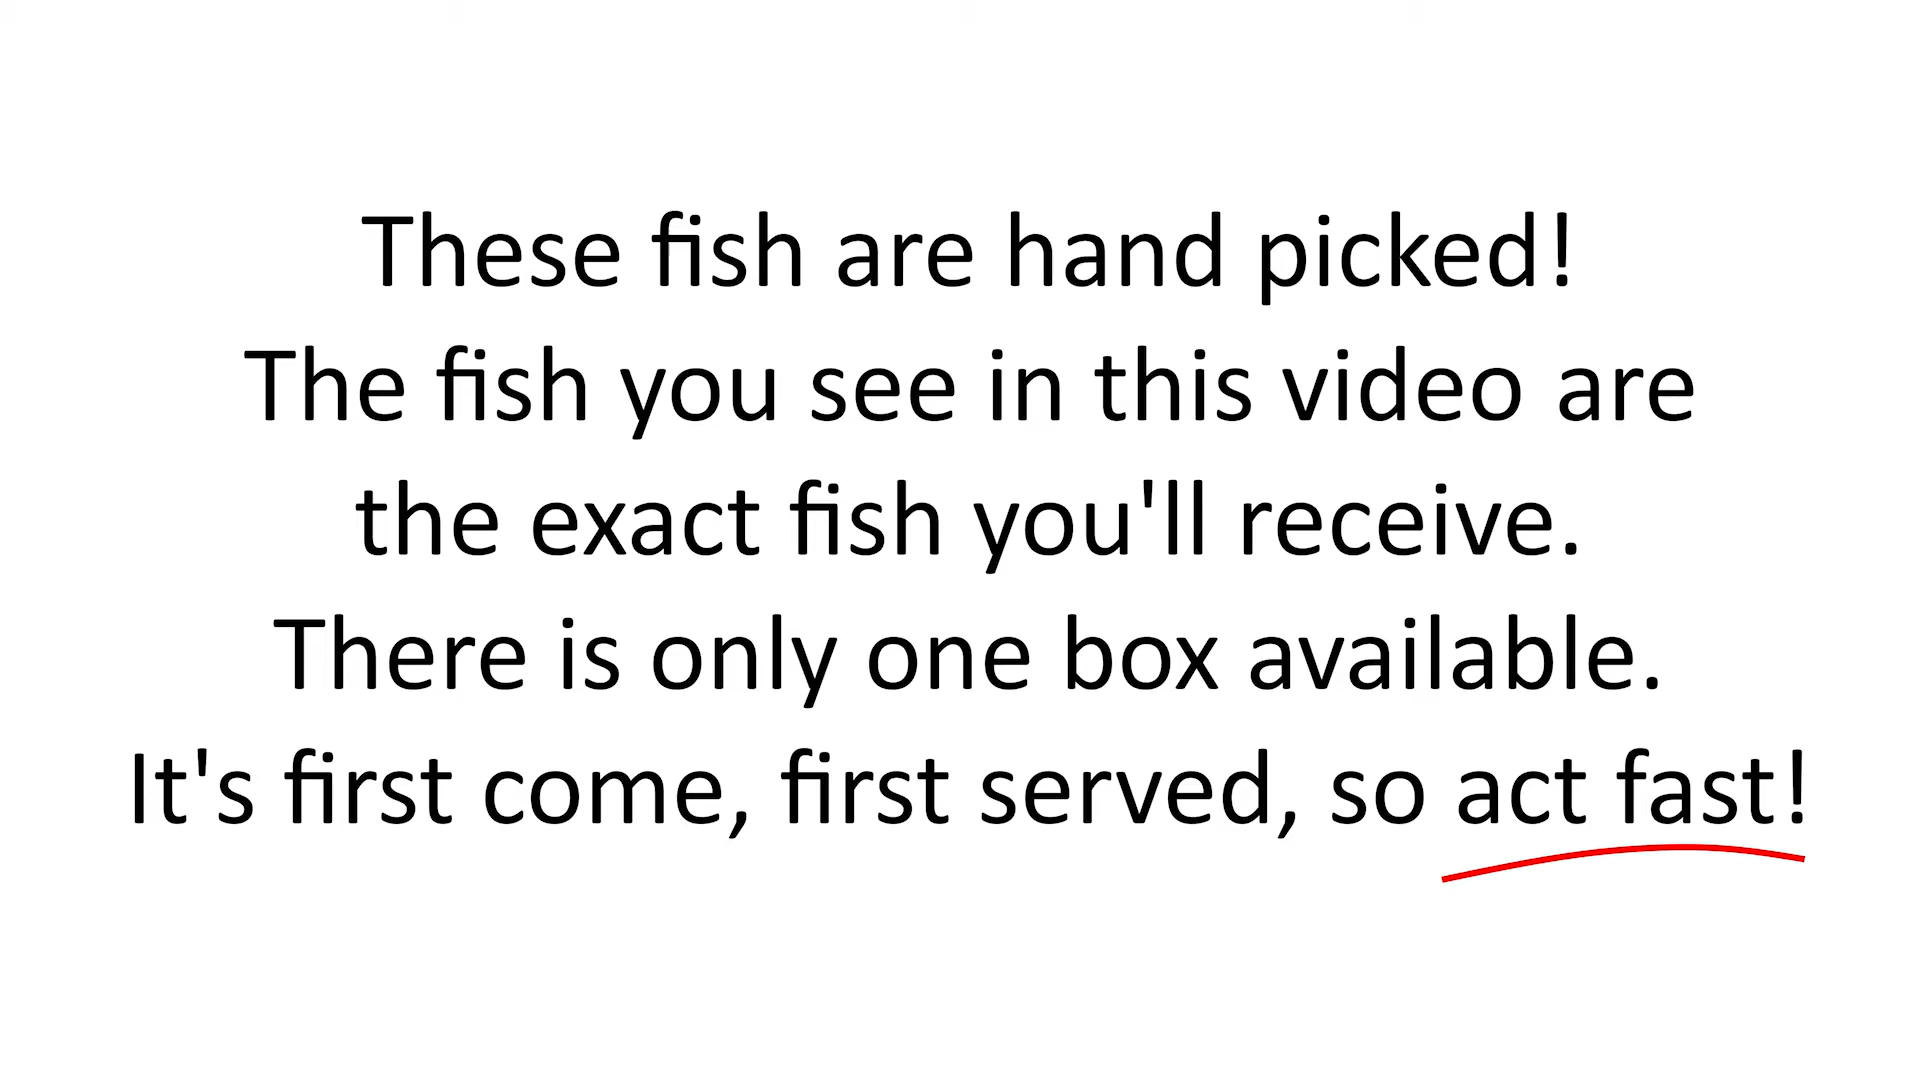 These fish are hand picked!
The fish you see in this video are
the exact fish you'll receive.
There is only one box available.
It's first come, first served, so act fast!